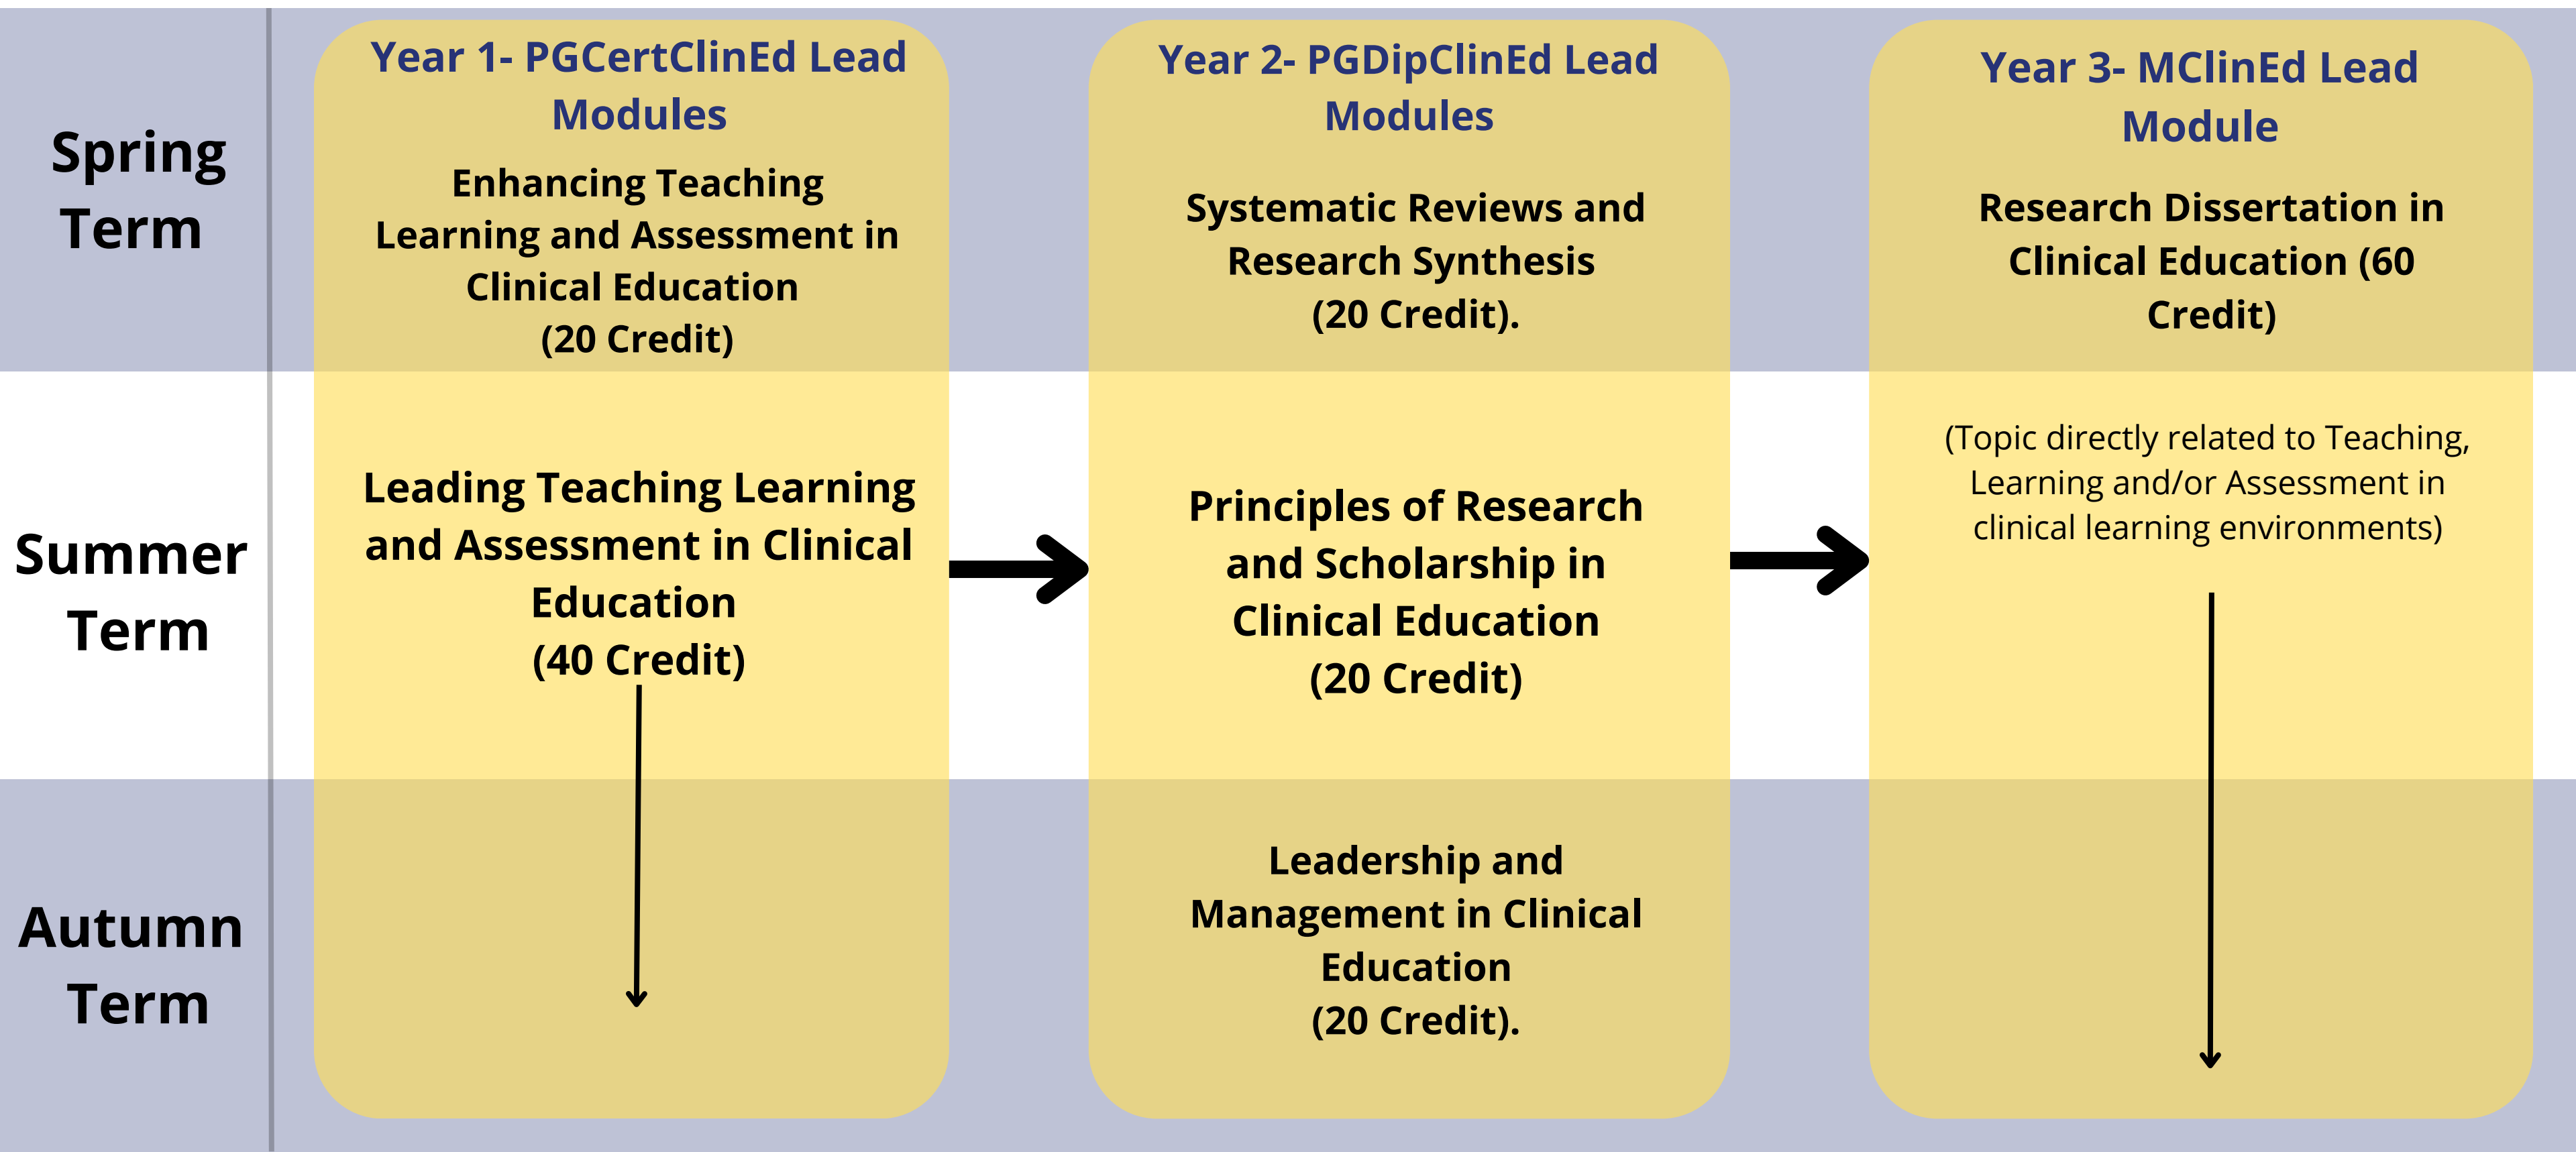 Spring
Term
Year 1- PGCertClinEd Lead
Modules
Enhancing Teaching
Learning and Assessment in
Clinical Education
(20 Credit)
Year 2- PGDipClinEd Lead
Modules
Systematic Reviews and
Research Synthesis
(20 Credit).
Year 3- MClinEd Lead
Module
Research Dissertation in
Clinical Education (60
Credit)
Summer
Term
Leading Teaching Learning
and Assessment in Clinical
Education
(40 Credit)
Principles of Research
and Scholarship in
Clinical Education
(20 Credit)
(Topic directly related to Teaching,
Learning and/or Assessment in
clinical learning environments)
Autumn
Term
Leadership and
Management in Clinical
Education
(20 Credit).